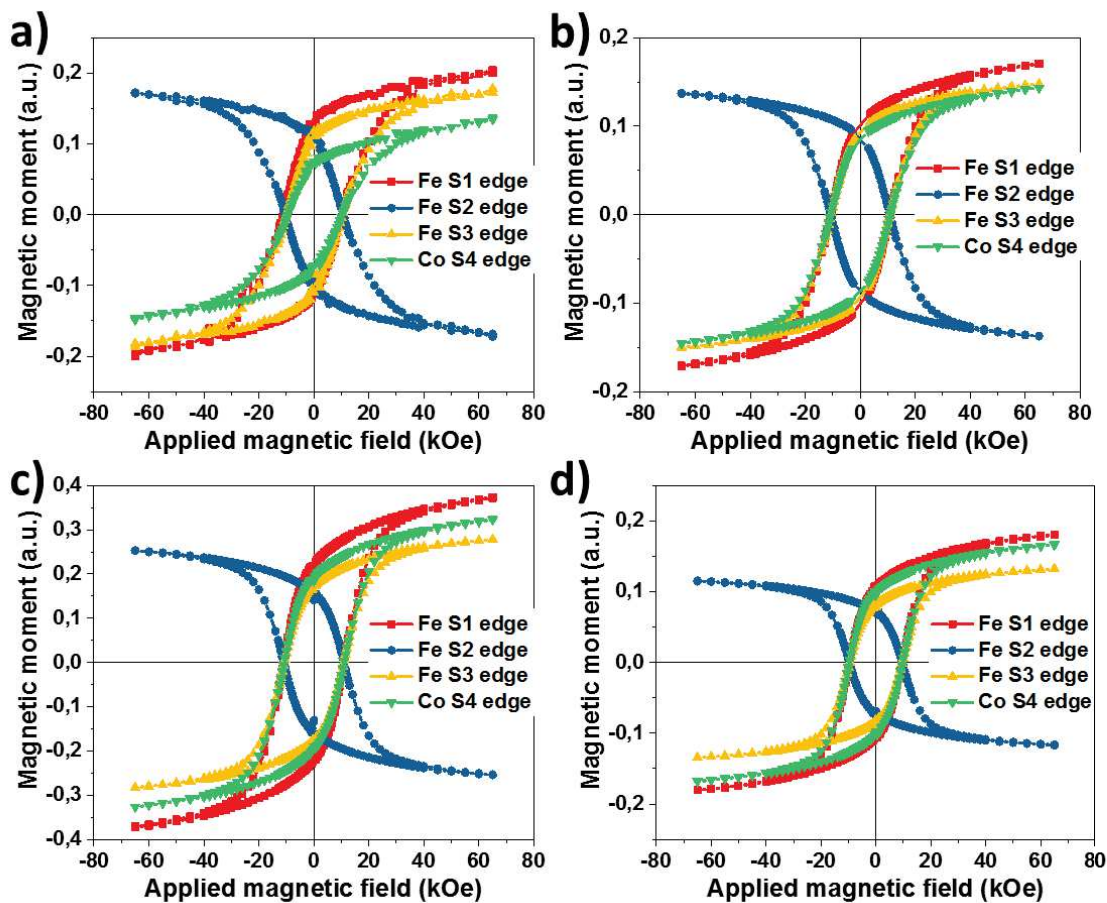 a)
0,2
0,1
0,0
-0,1
-0,2
Magnetic moment (a.u.)
Fe S1 edge
Fe S2 edge
Fe S3 edge
Co S4 edge
-80 -60 -40 -20 0 20 40 60 80
Applied magnetic field (kOe)
b)
0,2
0,1
0,0
-0,1
-0,2
Magnetic moment (a.u.)
Fe S1 edge
Fe S2 edge
Fe S3 edge
Co S4 edge
-80 -60 -40 -20 0 20 40 60 80
Applied magnetic field (kOe)
c)
0,4
0,3
0,2
0,1
0,0
-0,1
-0,2
-0,3
-0,4
Magnetic moment (a.u.)
Fe S1 edge
Fe S2 edge
Fe S3 edge
Co S4 edge
-80 -60 -40 -20 0 20 40 60 80
Applied magnetic field (kOe)
d)
0,2
0,1
0,0
-0,1
-0,2
Magnetic moment (a.u.)
Fe S1 edge
Fe S2 edge
Fe S3 edge
Co S4 edge
-80 -60 -40 -20 0 20 40 60 80
Applied magnetic field (kOe)